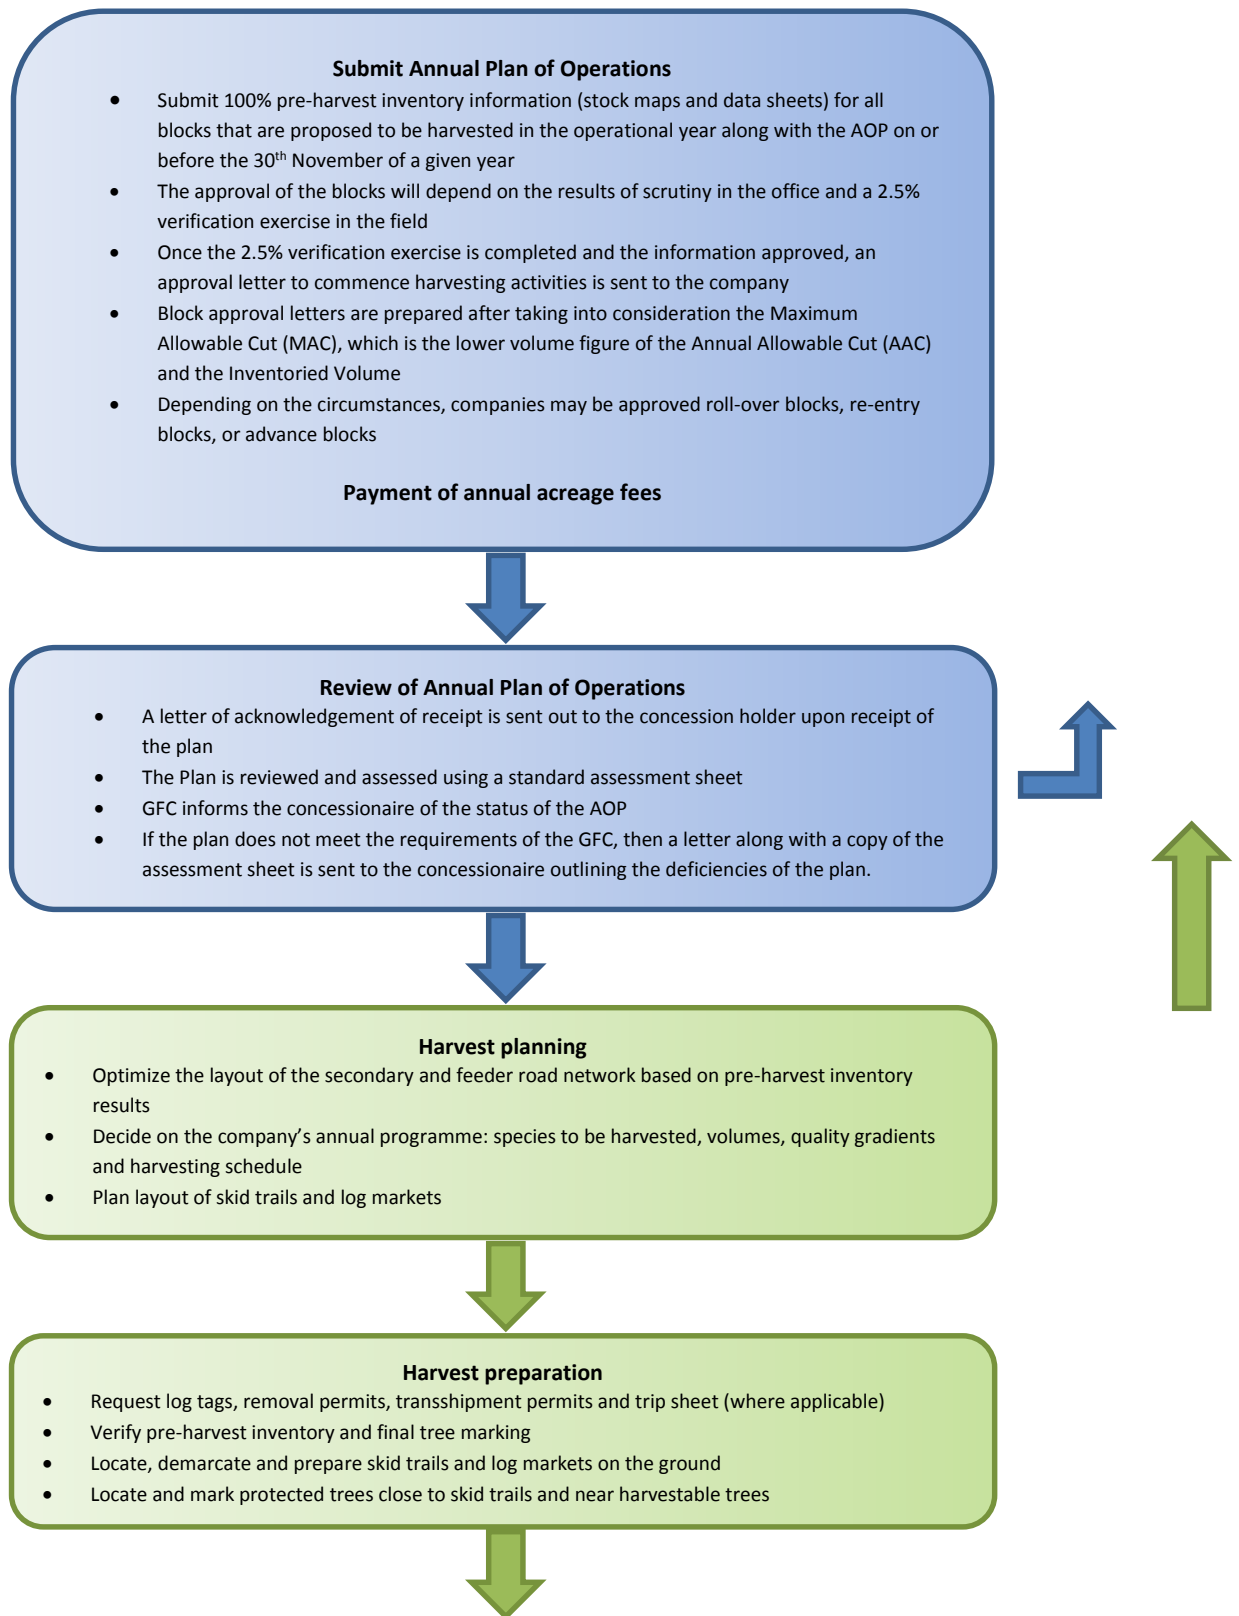 Submit Annual Plan of Operations
• Submit 100% pre-harvest inventory information (stock maps and data sheets) for all
blocks that are proposed to be harvested in the operational year along with the AOP on or
before the 30th November of a given year
• The approval of the blocks will depend on the results of scrutiny in the office and a 2.5%
verification exercise in the field
• Once the 2.5% verification exercise is completed and the information approved, an
approval letter to commence harvesting activities is sent to the company
• Block approval letters are prepared after taking into consideration the Maximum
Allowable Cut (MAC), which is the lower volume figure of the Annual Allowable Cut (AAC)
and the Inventoried Volume
• Depending on the circumstances, companies may be approved roll-over blocks, re-entry
blocks, or advance blocks
Payment of annual acreage fees
Review of Annual Plan of Operations
• A letter of acknowledgement of receipt is sent out to the concession holder upon receipt of
the plan
• The Plan is reviewed and assessed using a standard assessment sheet
• GFC informs the concessionaire of the status of the AOP
• If the plan does not meet the requirements of the GFC, then a letter along with a copy of the
assessment sheet is sent to the concessionaire outlining the deficiencies of the plan.
Harvest planning
• Optimize the layout of the secondary and feeder road network based on pre-harvest inventory
results
• Decide on the company’s annual programme: species to be harvested, volumes, quality gradients
and harvesting schedule
• Plan layout of skid trails and log markets
Harvest preparation
• Request log tags, removal permits, transshipment permits and trip sheet (where applicable)
• Verify pre-harvest inventory and final tree marking
• Locate, demarcate and prepare skid trails and log markets on the ground
• Locate and mark protected trees close to skid trails and near harvestable trees